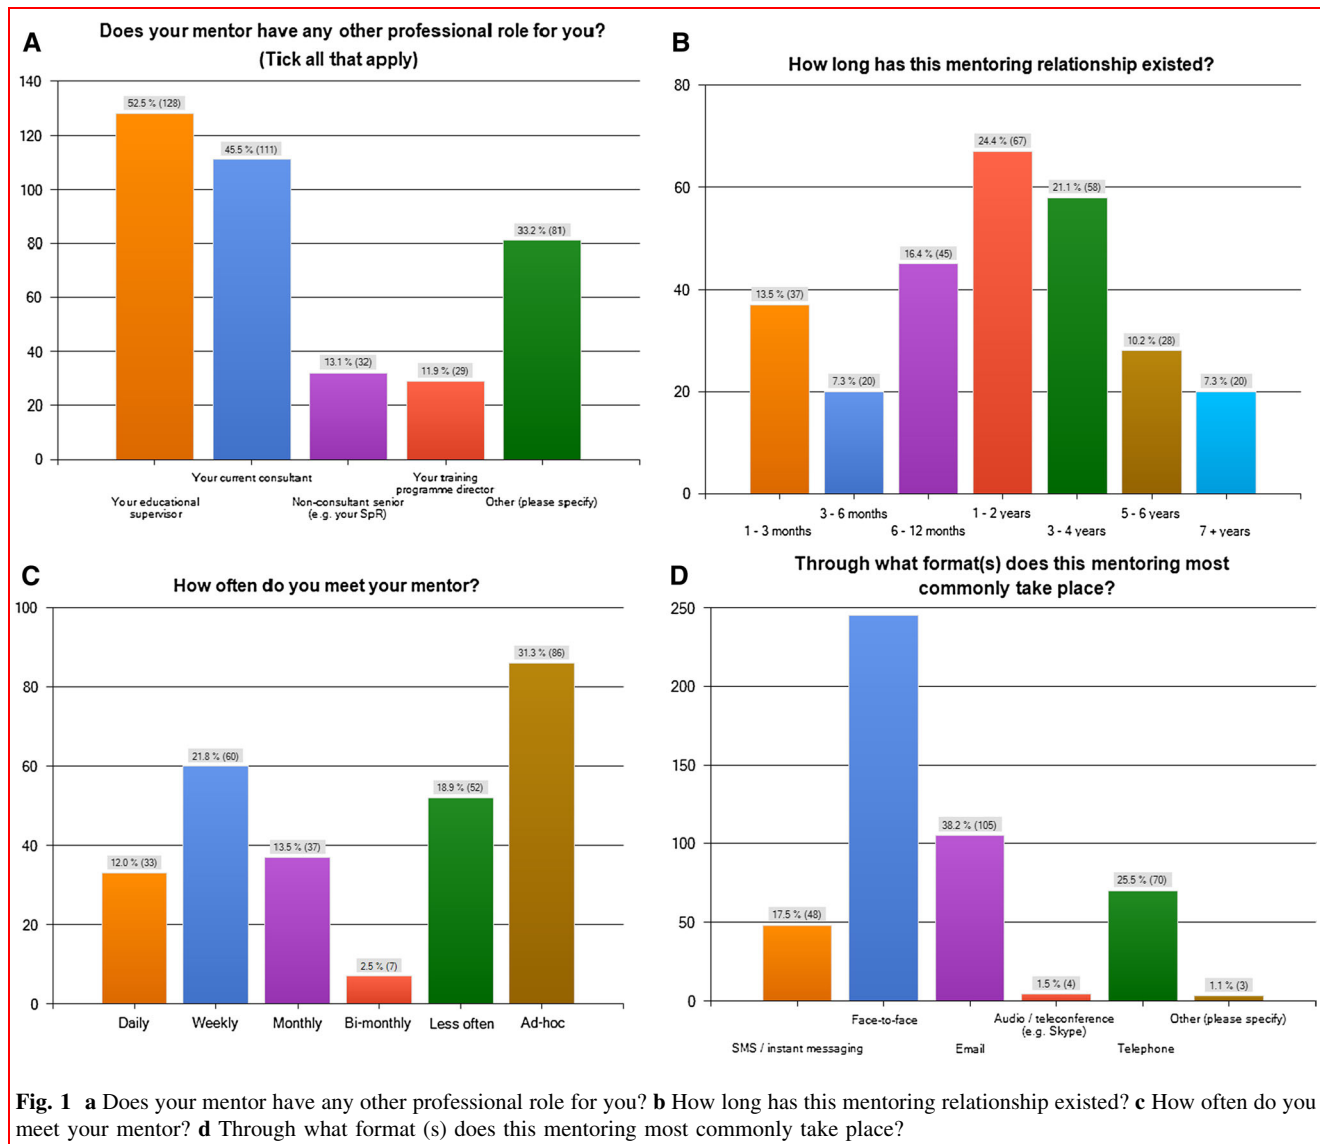 A
Does your mentor have any other professional role for you?
(Tick all that apply)
140
120
100
80
60
40
20
0
52.5 % (128)
45.5 % (111)
13.1 % (32)
11.9 % (29)
33.2 % (81)
Your educational
supervisor
Your current consultant
Non-consultant senior
(e.g. your SpR)
Your training
programme director
Other (please specify)
B
How long has this mentoring relationship existed?
80
60
40
20
0
13.5 % (37)
7.3 % (20)
16.4 % (45)
24.4 % (67)
21.1 % (58)
10.2 % (28)
7.3 % (20)
1 - 3 months
3 - 6 months
6 - 12 months
1 - 2 years
3 - 4 years
5 - 6 years
7 + years
C
How often do you meet your mentor?
100
80
60
40
20
0
12.0 % (33)
21.8 % (60)
13.5 % (37)
2.5 % (7)
18.9 % (52)
31.3 % (86)
Daily
Weekly
Monthly
Bi-monthly
Less often
Ad-hoc
D
Through what format(s) does this mentoring most
commonly take place?
250
200
150
100
50
0
17.5 % (48)
38.2 % (105)
1.5 % (4)
25.5 % (70)
1.1 % (3)
SMS / instant messaging
Face-to-face
Email
Audio / teleconference
(e.g. Skype)
Telephone
Other (please specify)
Fig. 1 a Does your mentor have any other professional role for you? b How long has this mentoring relationship existed? c How often do you
meet your mentor? d Through what format (s) does this mentoring most commonly take place?